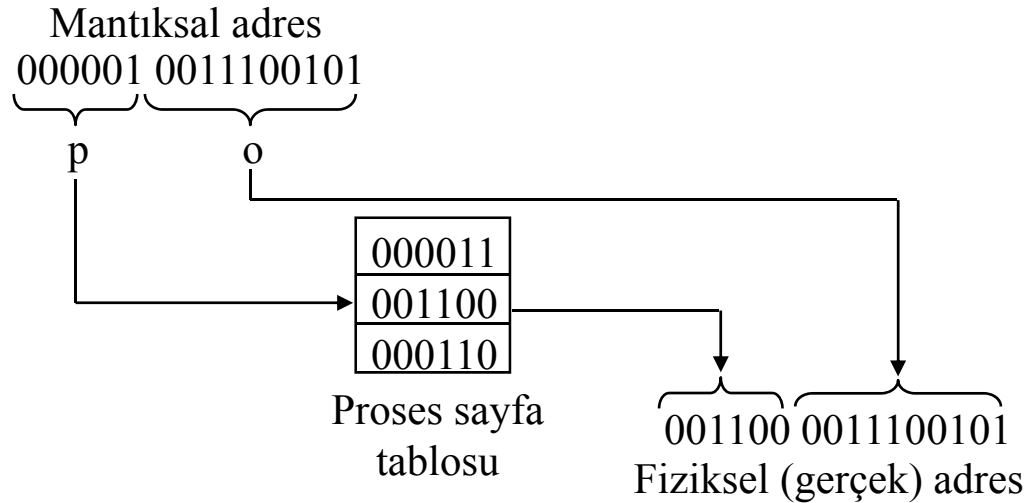 Mantıksal adres
000001 0011100101
p o
000011
001100
000110
Proses sayfa
tablosu
001100 0011100101
Fiziksel (gerçek) adres